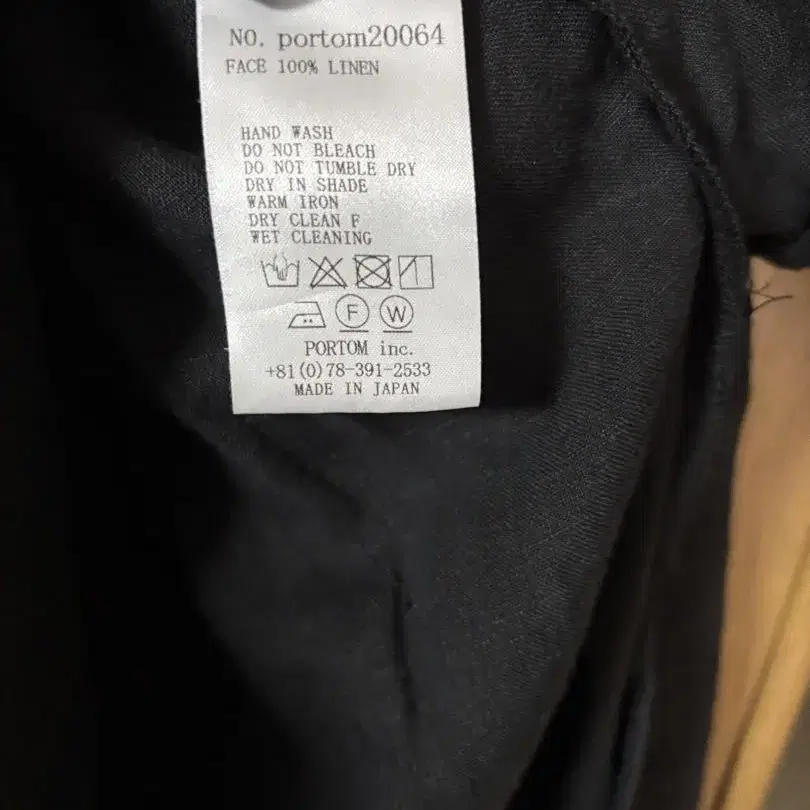 NO. portom20064
FACE 100% LINEN
HAND WASH
DO NOT BLEACH
DO NOT TUMBLE DRY
DRY IN SHADE
WARM IRON
DRY CLEAN F
WET CLEANING
F W
PORTOM inc.
+81(0)78-391-2533
MADE IN JAPAN